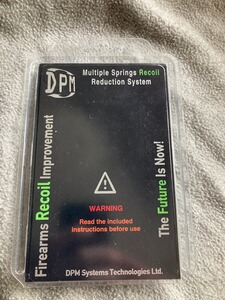 DPM
Multiple Springs Recoil
Reduction System
Firearms Recoil Improvement
The Future Is Now!
WARNING
Read the included
instructions before use
DPM Systems Technologies Ltd.